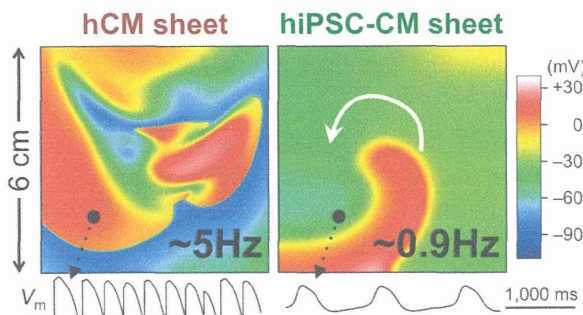 hCM sheet
hiPSC-CM sheet
(mV)
+30
0
−30
−60
−90
6 cm
~5Hz
~0.9Hz
Vm
1,000 ms